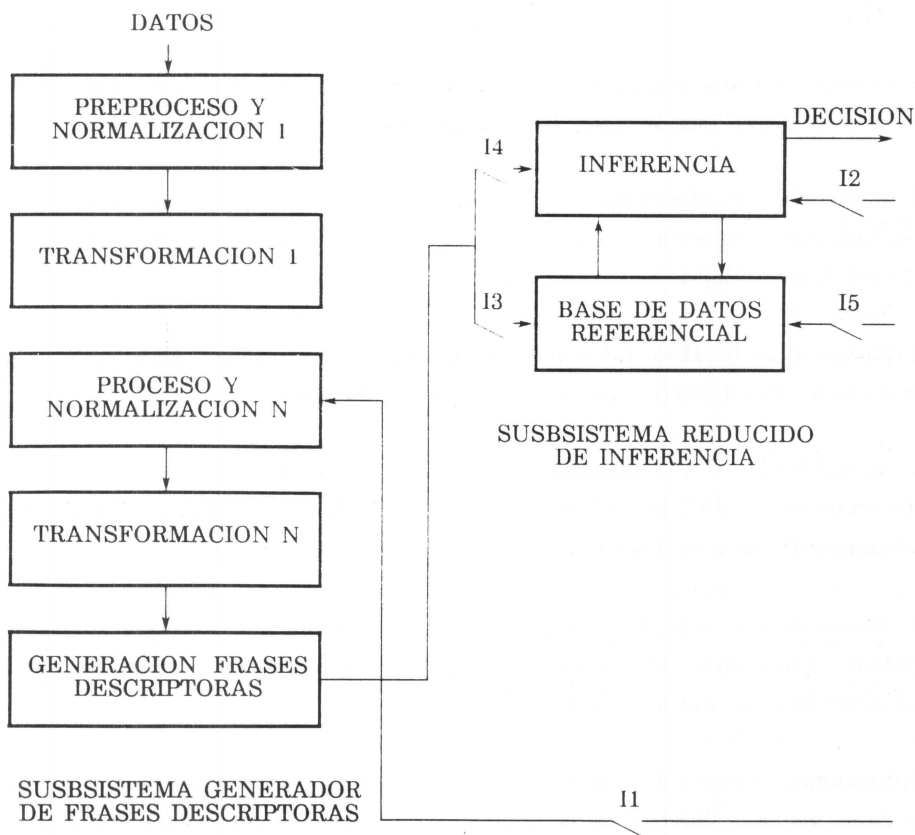 DATOS
PREPROCESO Y
NORMALIZACION 1
TRANSFORMACION 1
PROCESO Y
NORMALIZACION N
TRANSFORMACION N
GENERACION FRASES
DESCRIPTORAS
SUSBSISTEMA GENERADOR
DE FRASES DESCRIPTORAS
I4
I3
INFERENCIA
DECISION
I2
BASE DE DATOS
REFERENCIAL
I5
SUSBSISTEMA REDUCIDO
DE INFERENCIA
I1